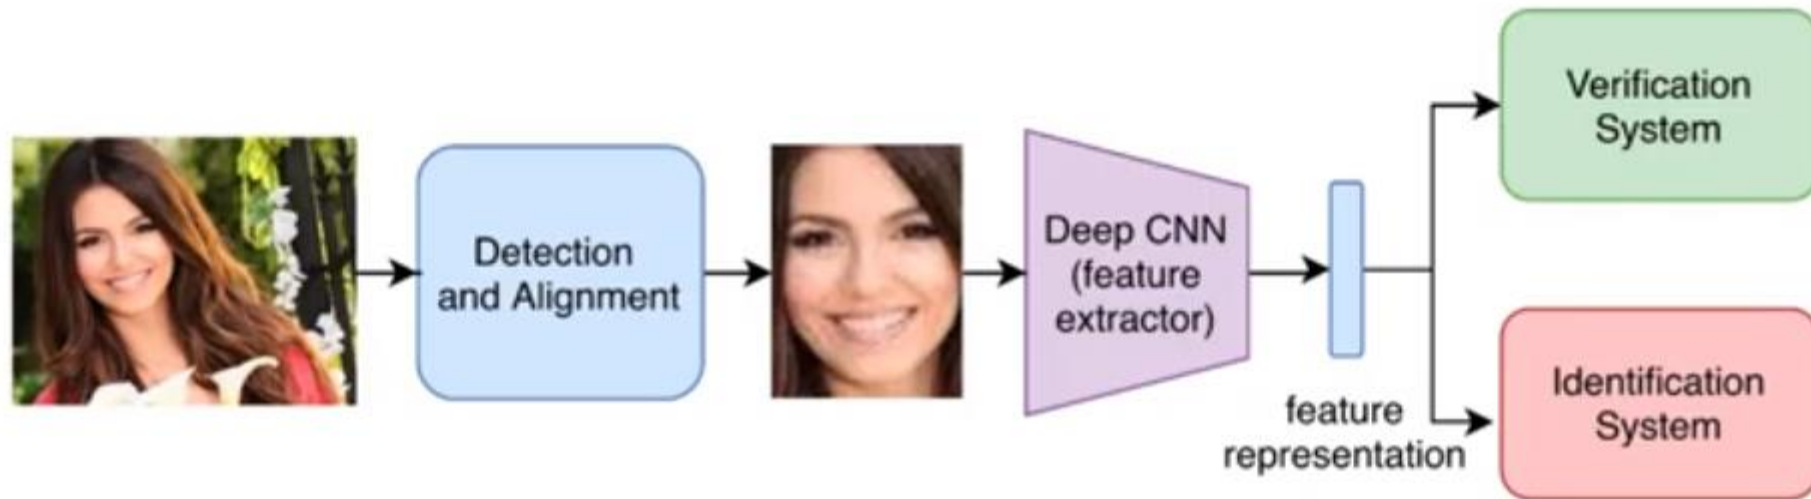 Detection
and Alignment
Deep CNN
(feature
extractor)
feature
representation
Verification
System
Identification
System